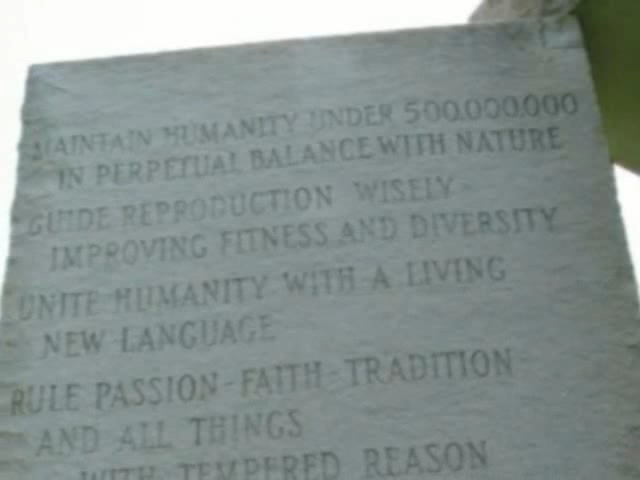 MAINTAIN HUMANITY UNDER 500,000,000
IN PERPETUAL BALANCE WITH NATURE
GUIDE REPRODUCTION WISELY -
IMPROVING FITNESS AND DIVERSITY
UNITE HUMANITY WITH A LIVING
NEW LANGUAGE
RULE PASSION - FAITH - TRADITION
AND ALL THINGS
WITH TEMPERED REASON